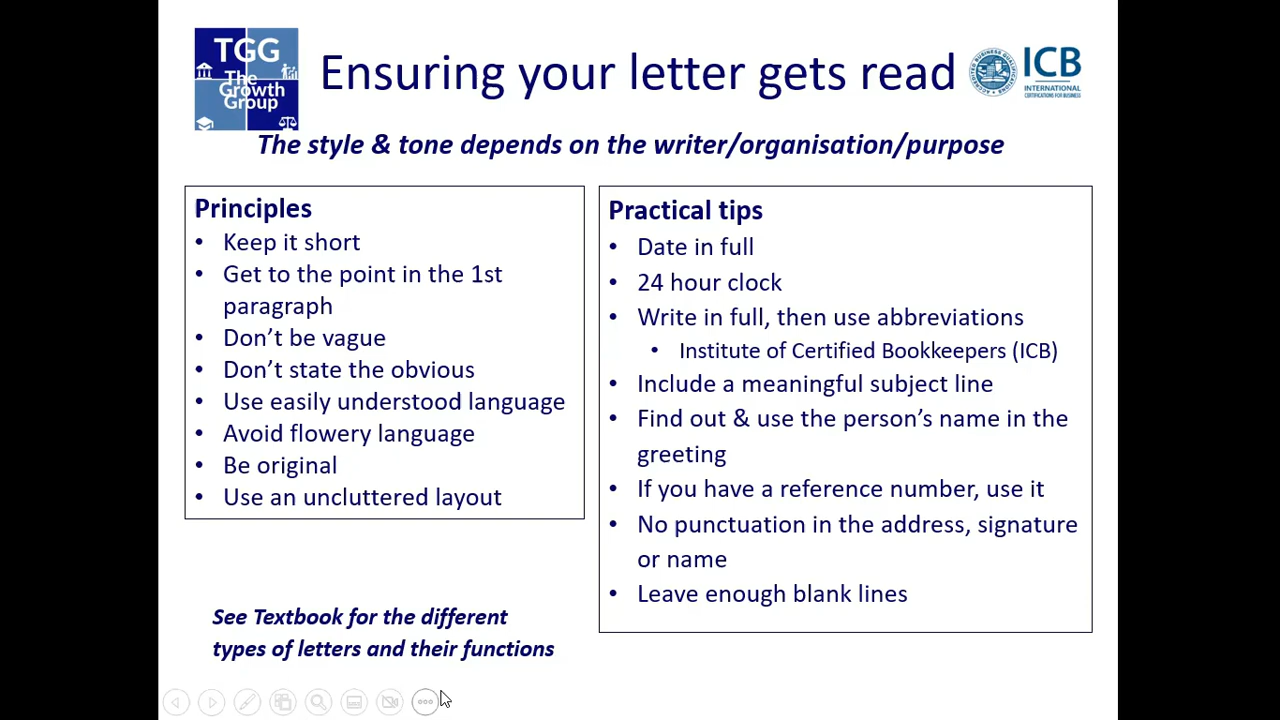 TGG
The
Growth
Group
Ensuring your letter gets read
ICB
INTERNATIONAL
CERTIFICATIONS FOR BUSINESS
The style & tone depends on the writer/organisation/purpose
Principles
• Keep it short
• Get to the point in the 1st
paragraph
• Don't be vague
• Don't state the obvious
• Use easily understood language
• Avoid flowery language
• Be original
• Use an uncluttered layout
See Textbook for the different
types of letters and their functions
Practical tips
• Date in full
• 24 hour clock
• Write in full, then use abbreviations
• Institute of Certified Bookkeepers (ICB)
• Include a meaningful subject line
• Find out & use the person's name in the
greeting
• If you have a reference number, use it
• No punctuation in the address, signature
or name
• Leave enough blank lines